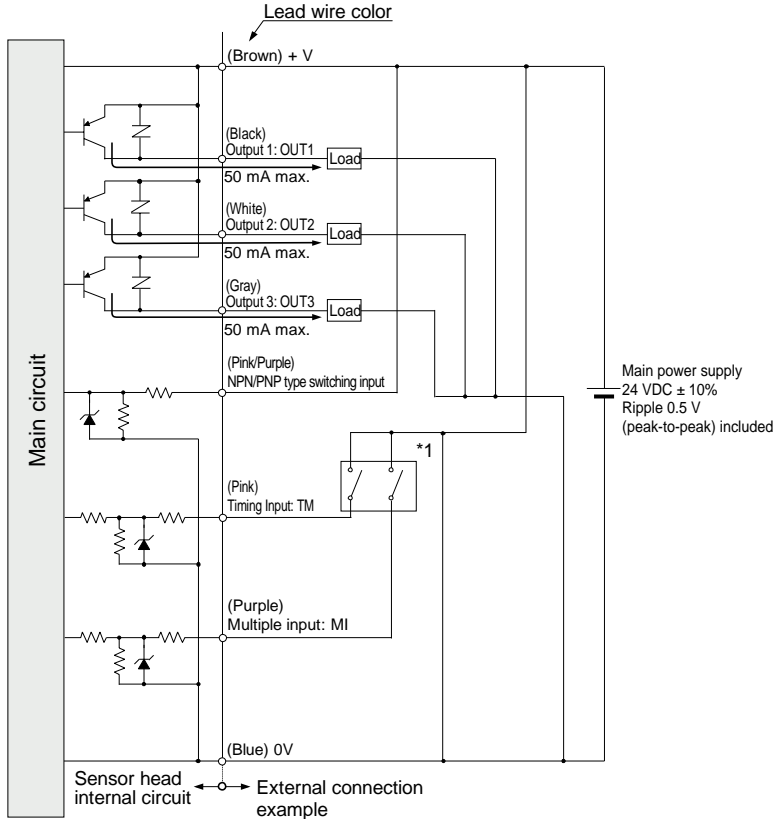 Lead wire color
(Brown) + V
(Black)
Output 1: OUT1
Load
50 mA max.
(White)
Output 2: OUT2
Load
50 mA max.
(Gray)
Output 3: OUT3
Load
50 mA max.
(Pink/Purple)
NPN/PNP type switching input
Main circuit
Main power supply
24 VDC ± 10%
Ripple 0.5 V
(peak-to-peak) included
*1
(Pink)
Timing Input: TM
(Purple)
Multiple input: MI
(Blue) 0V
Sensor head
internal circuit
External connection
example